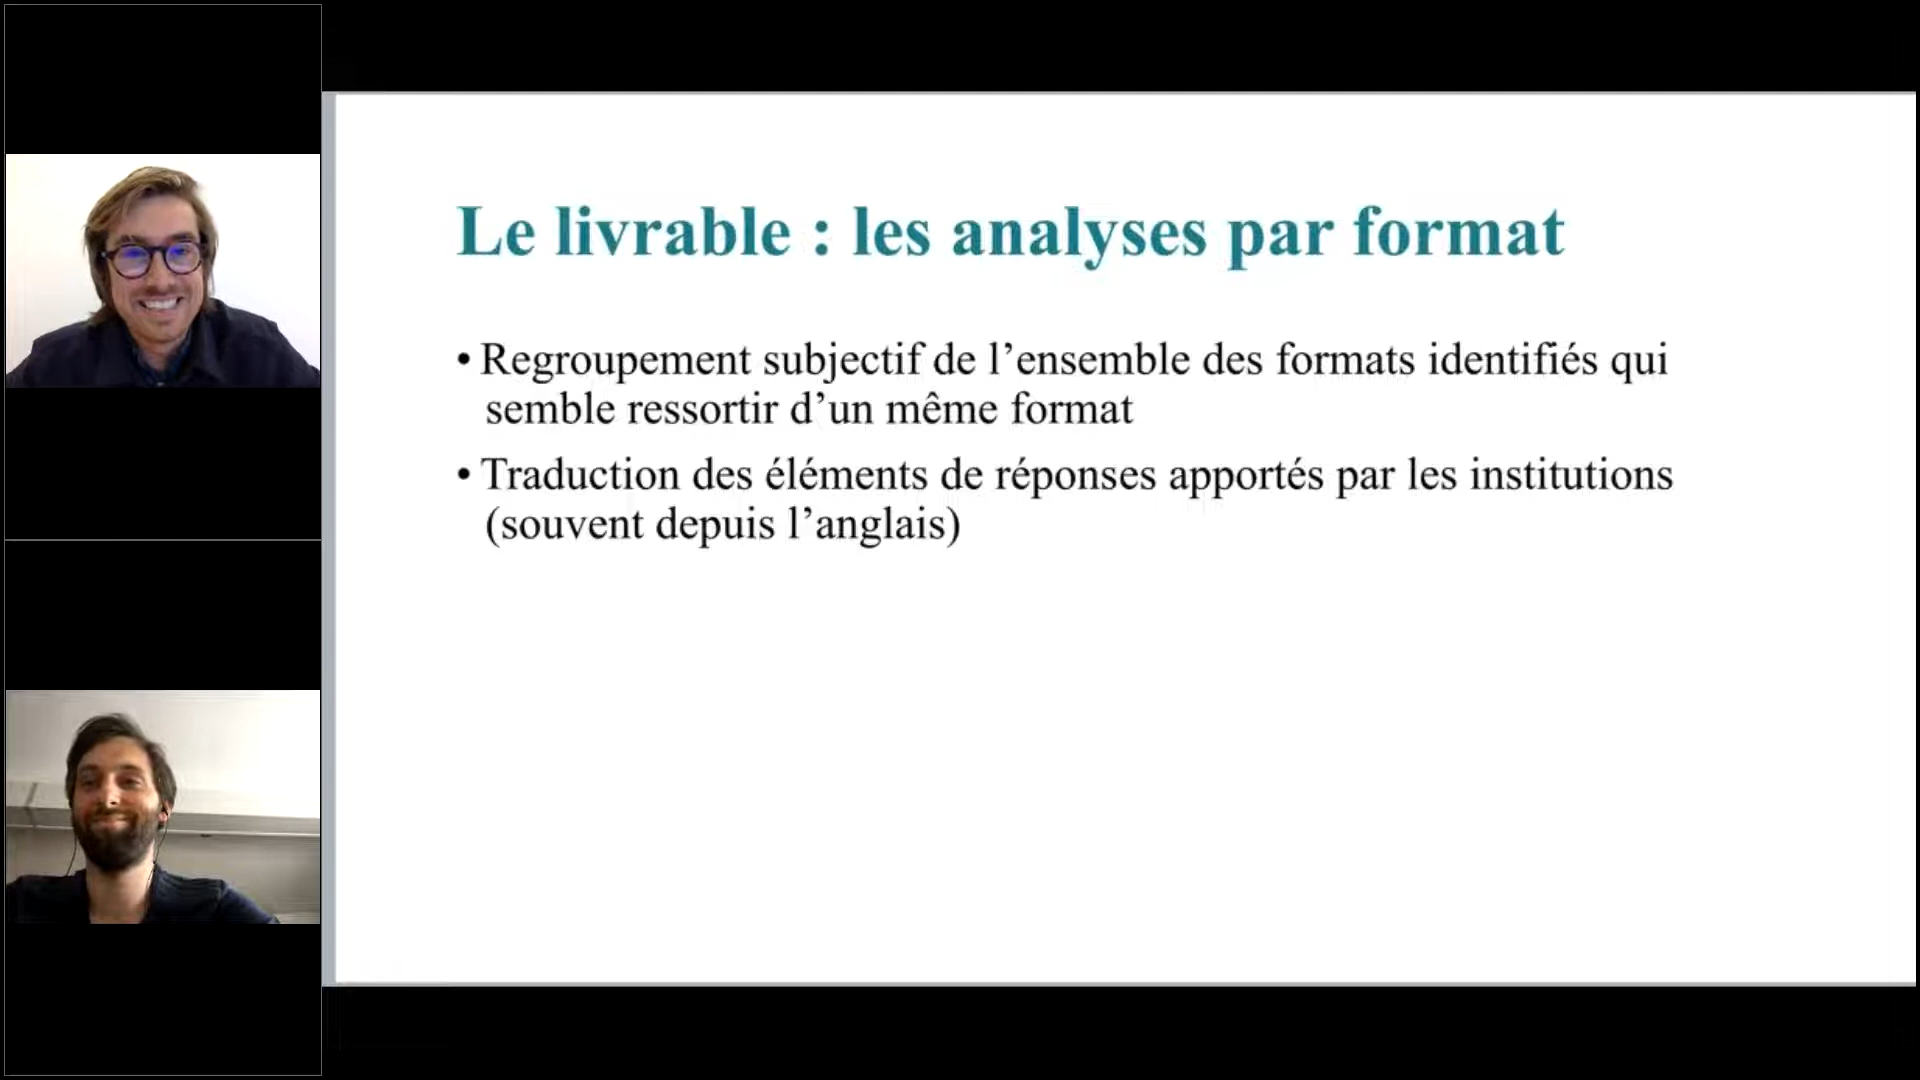 Le livrable : les analyses par format
• Regroupement subjectif de l’ensemble des formats identifiés qui
semble ressortir d’un même format
• Traduction des éléments de réponses apportés par les institutions
(souvent depuis l’anglais)